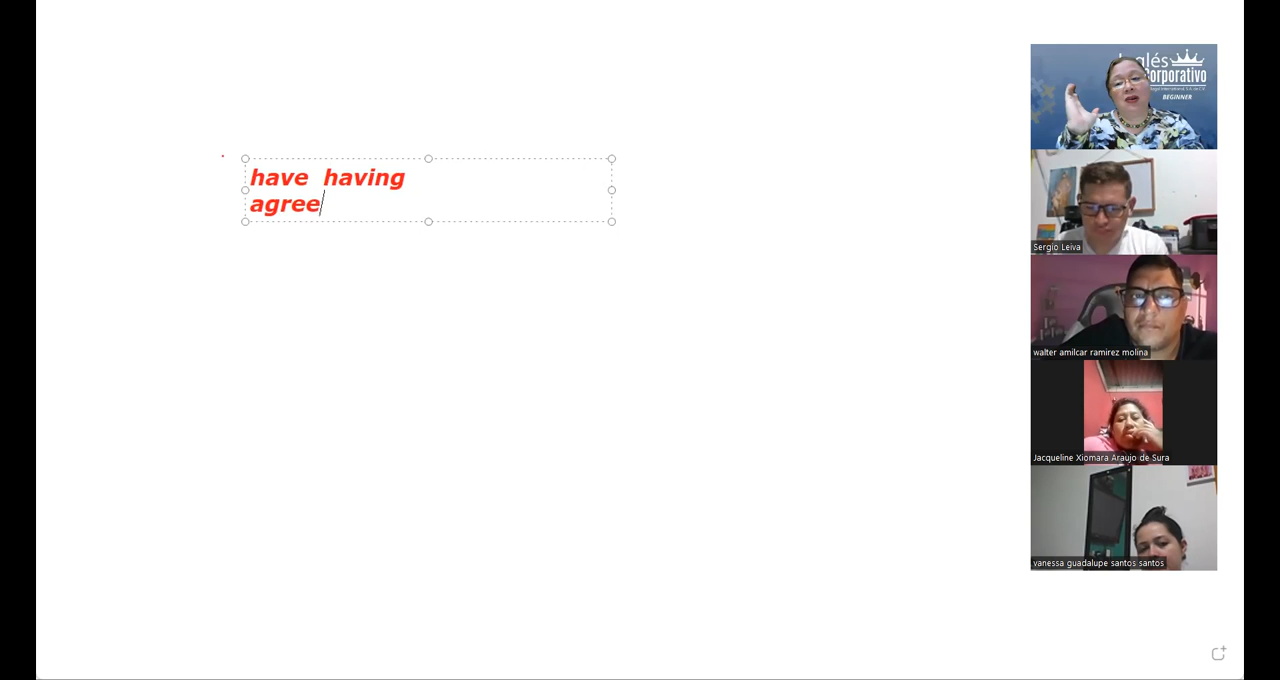 have having
agree
Inglés
Corporativo
BEGINNER
Sergio Leiva
walter amilcar ramirez molina
Jacqueline Xiomara Araujo de Sura
vanessa guadalupe santos santos